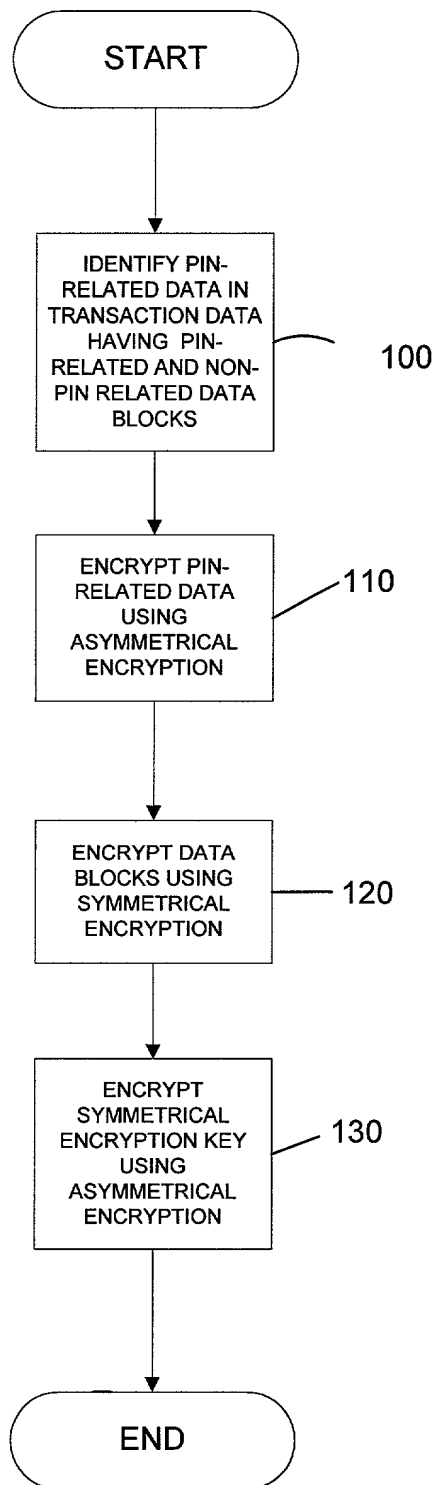 START
IDENTIFY PIN-
RELATED DATA IN
TRANSACTION DATA
HAVING PIN-
RELATED AND NON-
PIN RELATED DATA
BLOCKS
100
ENCRYPT PIN-
RELATED DATA
USING
ASYMMETRICAL
ENCRYPTION
110
ENCRYPT DATA
BLOCKS USING
SYMMETRICAL
ENCRYPTION
120
ENCRYPT
SYMMETRICAL
ENCRYPTION KEY
USING
ASYMMETRICAL
ENCRYPTION
130
END